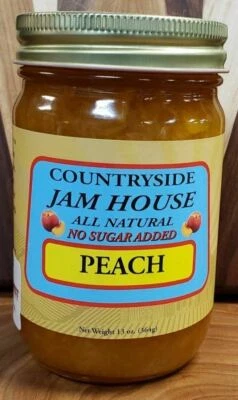 COUNTRYSIDE
JAM HOUSE
ALL NATURAL
NO SUGAR ADDED
PEACH
Net Weight 13 oz. (364g)